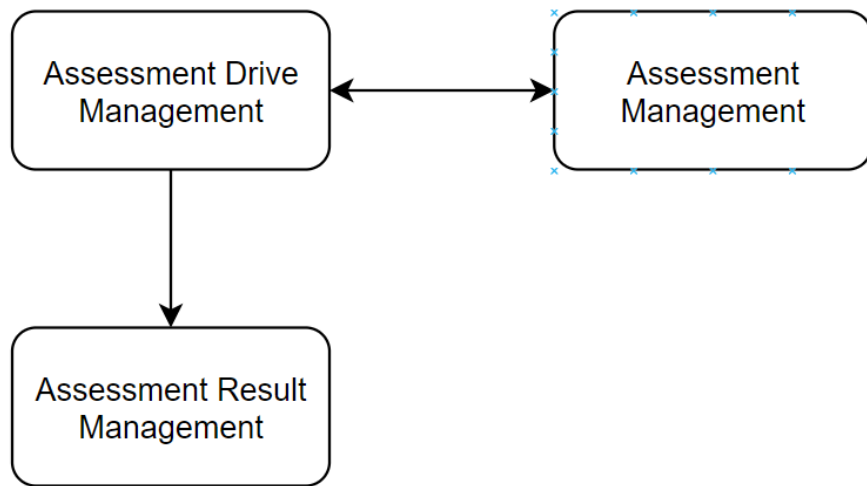 Assessment Drive
Management
Assessment
Management
Assessment Result
Management